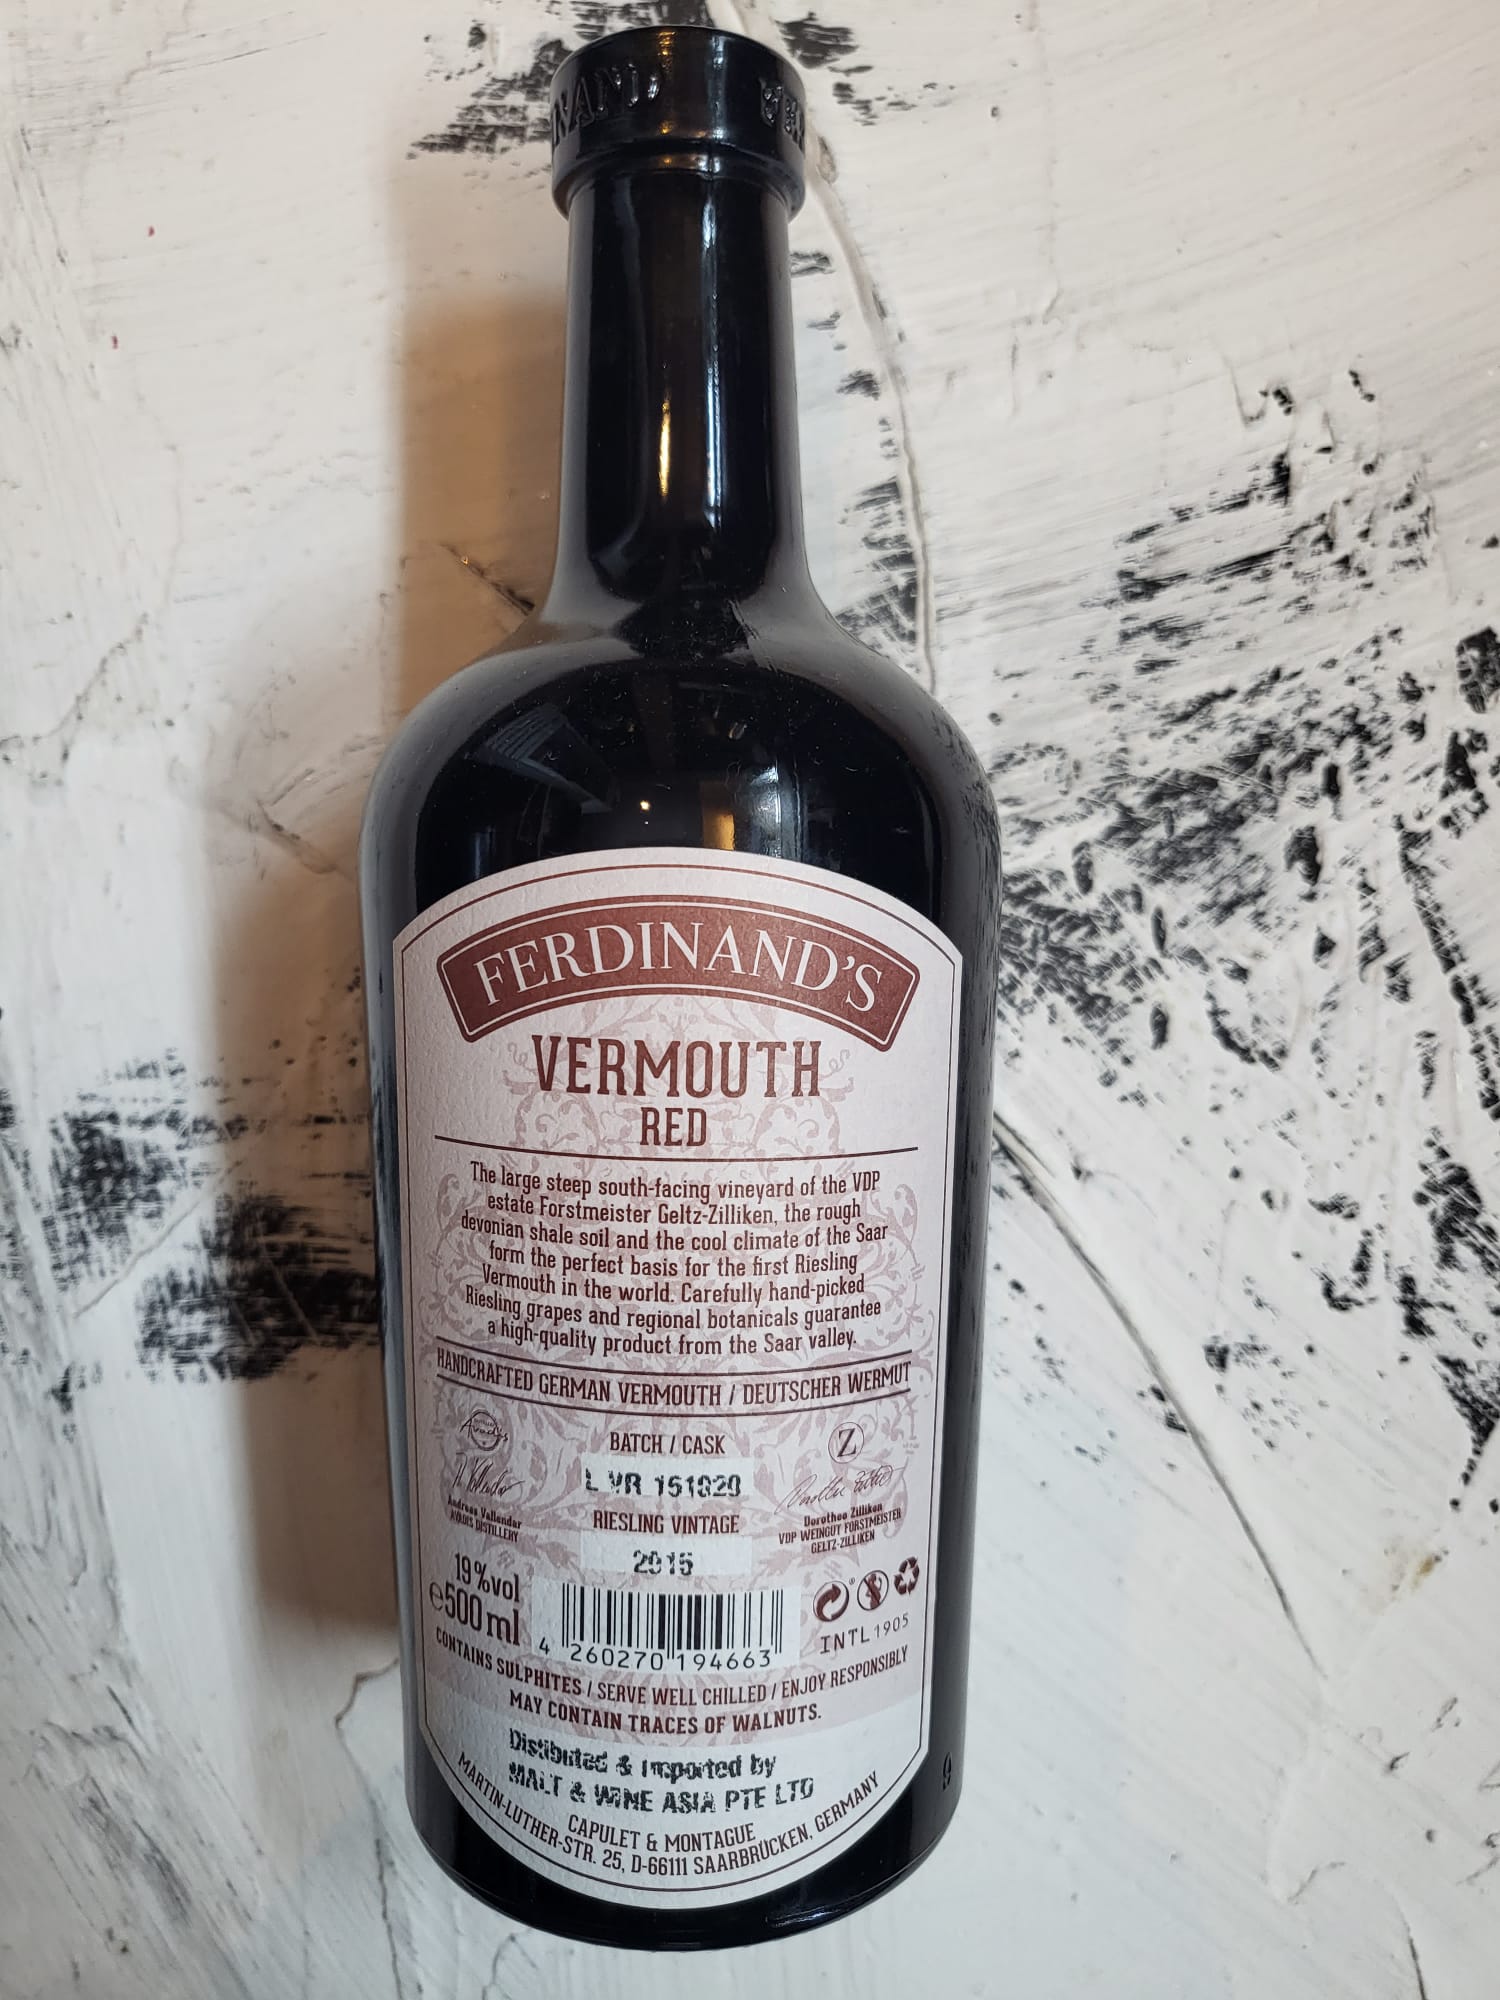 FERDINAND'S
VERMOUTH
RED
The large steep south-facing vineyard of the VDP
estate Forstmeister Geltz-Zilliken, the rough
devonian shale soil and the cool climate of the Saar
form the perfect basis for the first Riesling
Vermouth in the world. Carefully hand-picked
Riesling grapes and regional botanicals guarantee
a high-quality product from the Saar valley.
HANDCRAFTED GERMAN VERMOUTH / DEUTSCHER WERMUT
Avadis
Andreas Vallendar
AVADIS DISTILLERY
BATCH / CASK
L VR 151020
RIESLING VINTAGE
2015
Z
Dorothee Zilliken
VDP WEINGUT FORSTMEISTER
GELTZ-ZILLIKEN
19%vol
e500ml
4 260270 194663
INTL1905
CONTAINS SULPHITES / SERVE WELL CHILLED / ENJOY RESPONSIBLY
MAY CONTAIN TRACES OF WALNUTS.
Distibuted & Imported by
MALT & WINE ASIA PTE LTD
CAPULET & MONTAGUE
MARTIN-LUTHER-STR. 25, D-66111 SAARBRÜCKEN, GERMANY
9